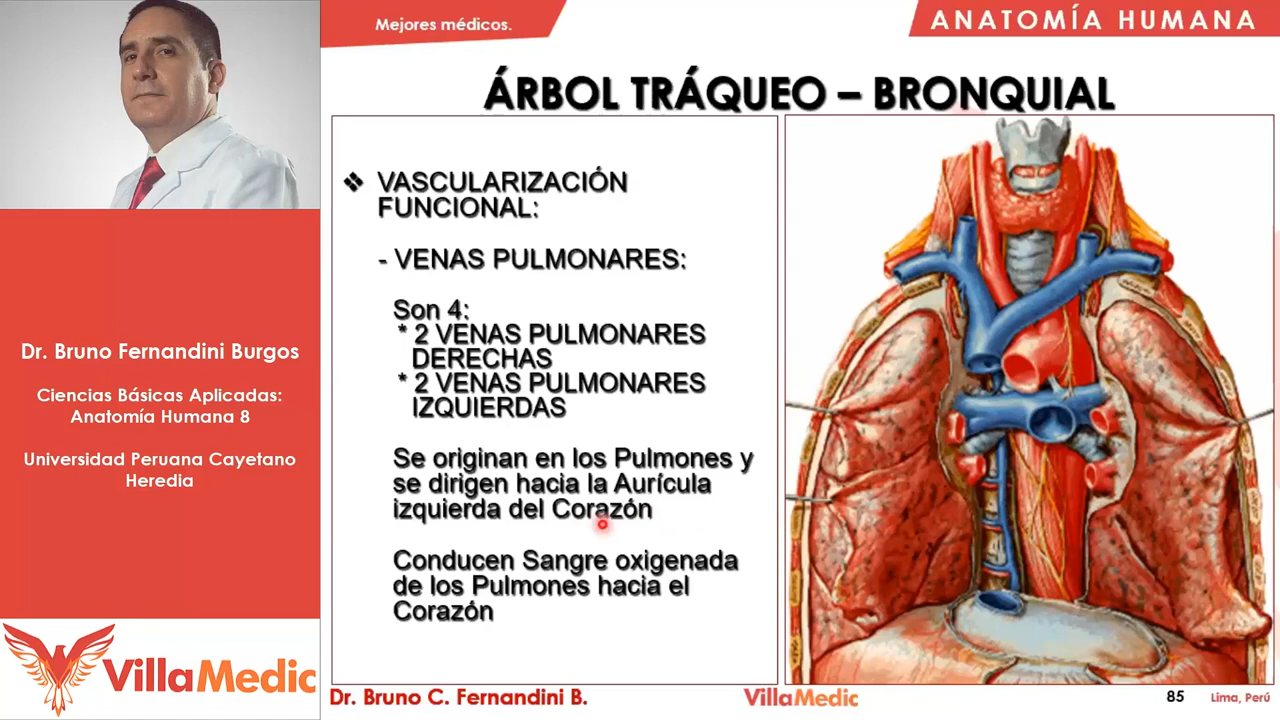 Mejores médicos.
ANATOMÍA HUMANA
ÁRBOL TRÁQUEO – BRONQUIAL
❖ VASCULARIZACIÓN
FUNCIONAL:
- VENAS PULMONARES:
Son 4:
* 2 VENAS PULMONARES
DERECHAS
* 2 VENAS PULMONARES
IZQUIERDAS
Se originan en los Pulmones y
se dirigen hacia la Aurícula
izquierda del Corazón
Conducen Sangre oxigenada
de los Pulmones hacia el
Corazón
Dr. Bruno Fernandini Burgos
Ciencias Básicas Aplicadas:
Anatomía Humana 8
Universidad Peruana Cayetano
Heredia
VillaMedic
Dr. Bruno C. Fernandini B.
VillaMedic
85
Lima, Perú